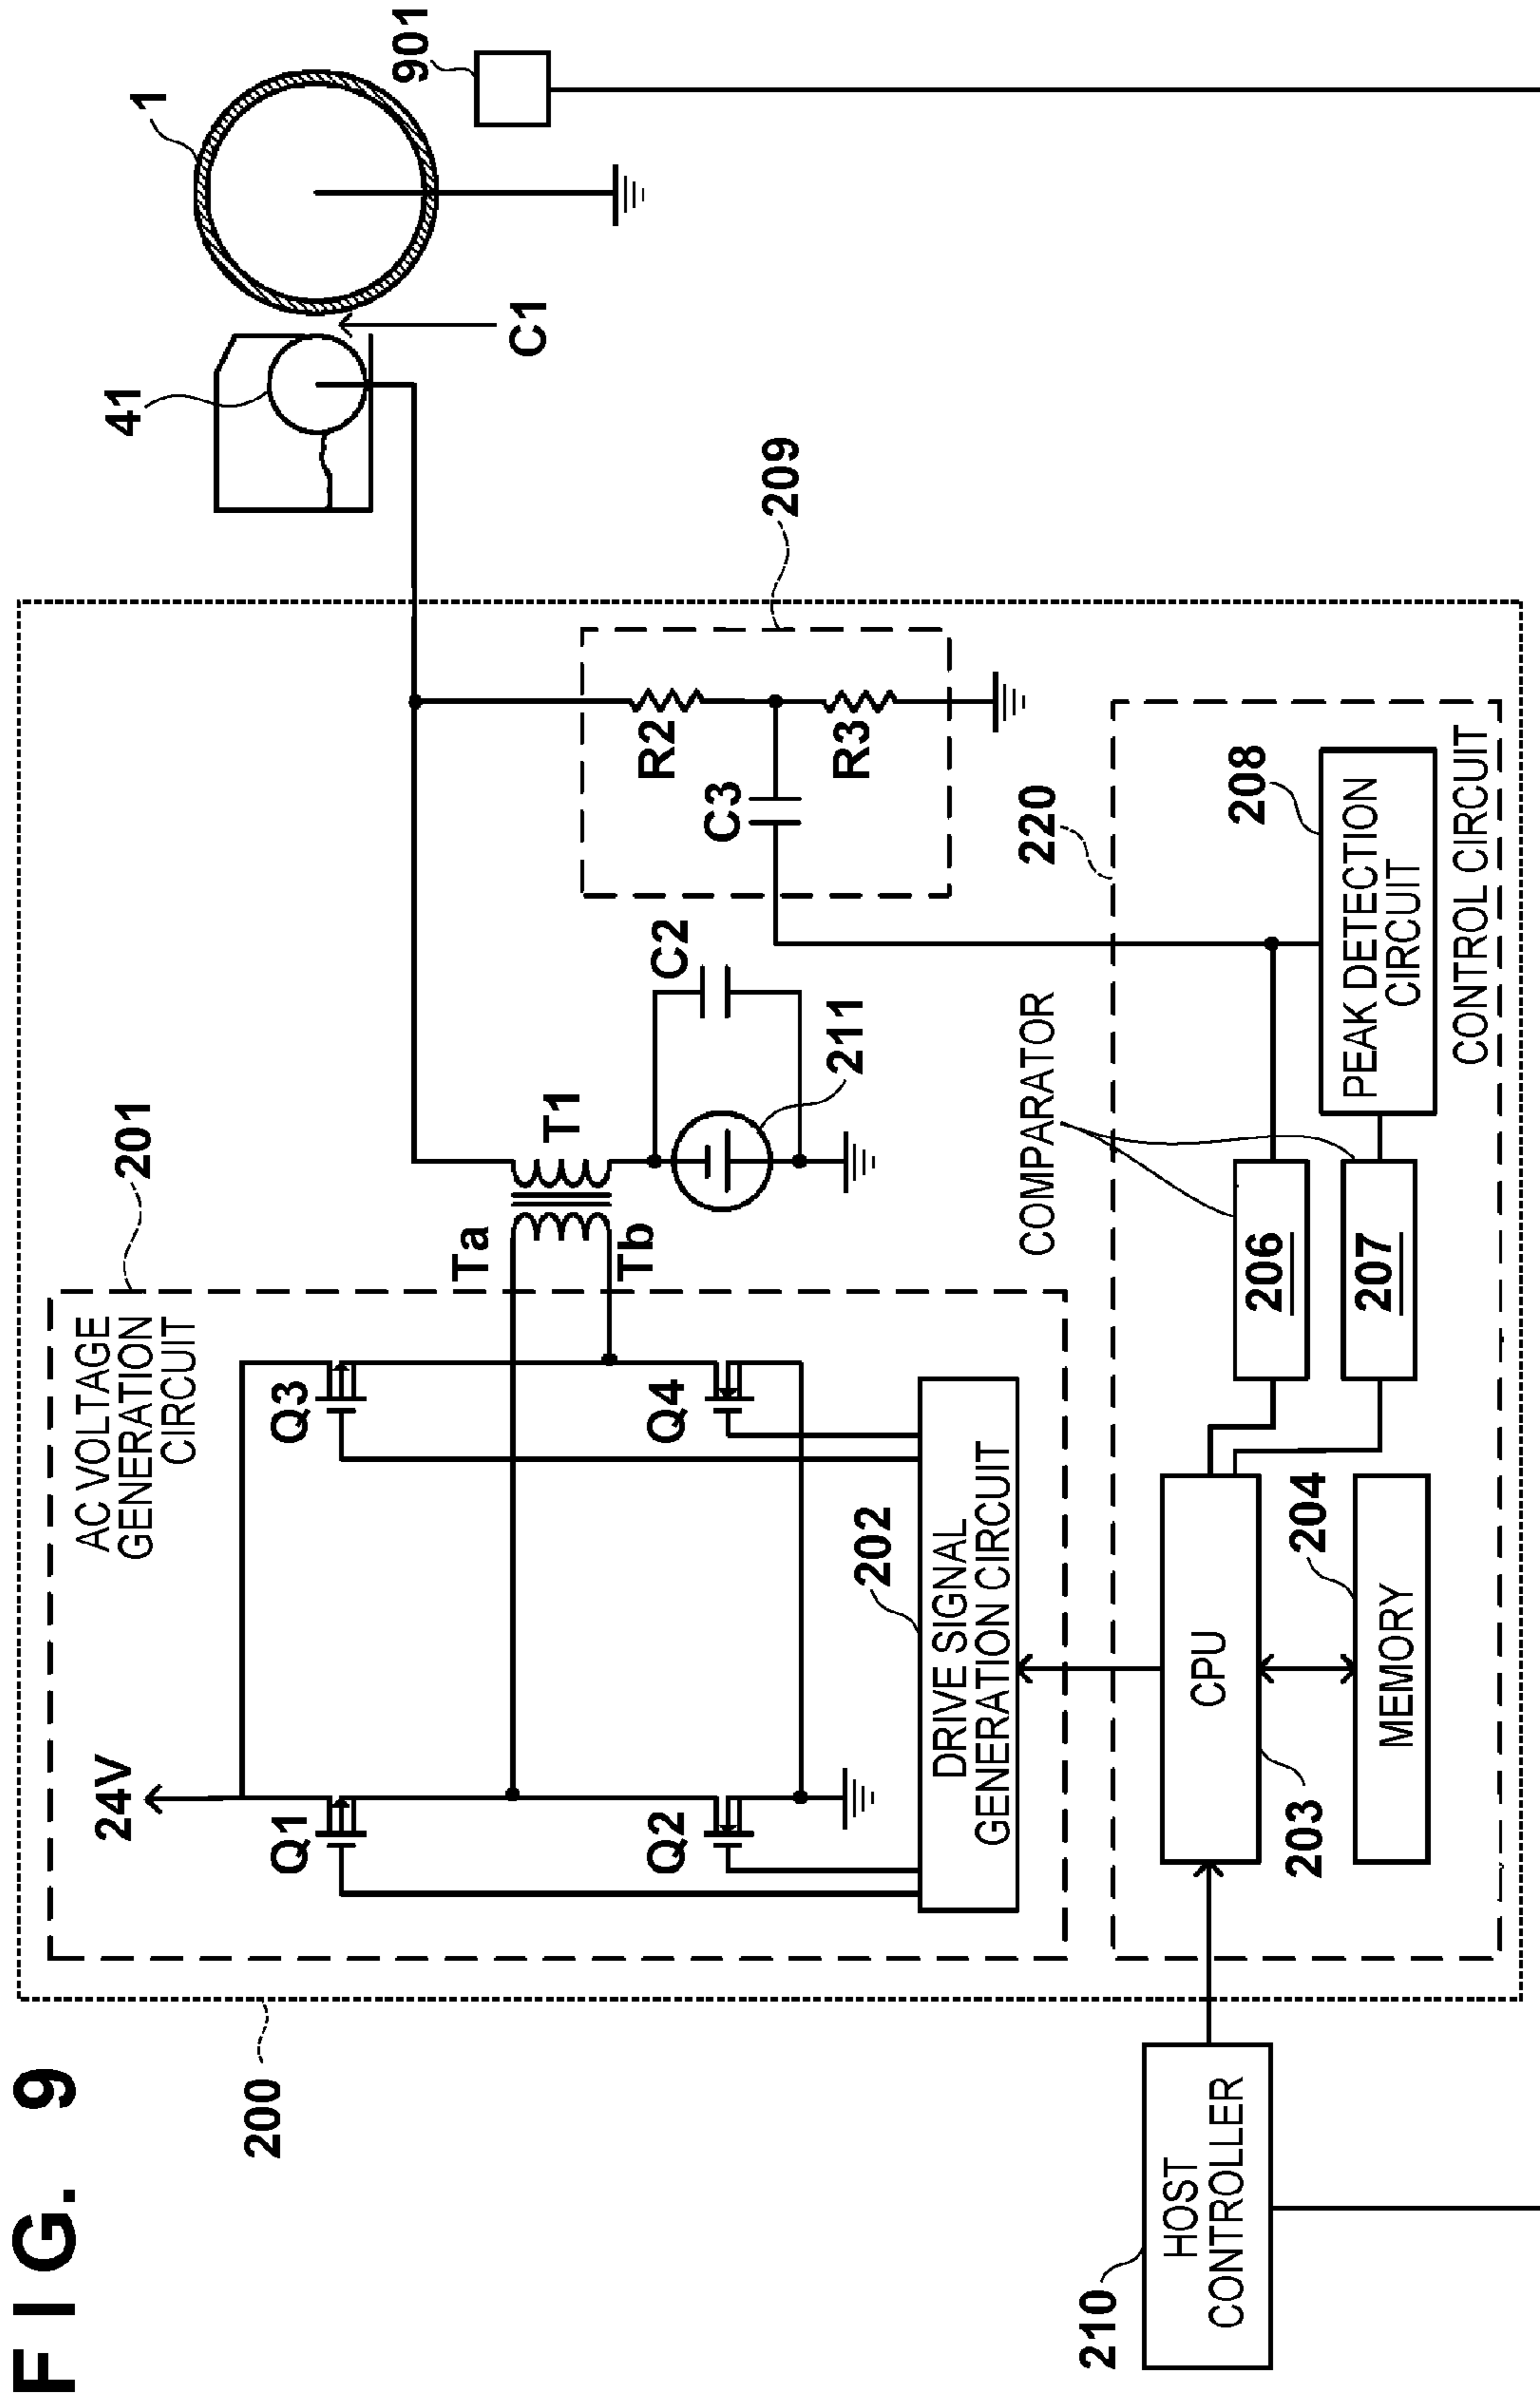 FIG. 9
200
201
AC VOLTAGE
GENERATION
CIRCUIT
24V
Q1
Q3
Q2
Q4
202
DRIVE SIGNAL
GENERATION CIRCUIT
Ta
Tb
T1
C2
211
41
1
901
C1
209
R2
C3
R3
210
HOST
CONTROLLER
CPU
203
204
MEMORY
COMPARATOR
206
207
220
208
PEAK DETECTION
CIRCUIT
CONTROL CIRCUIT